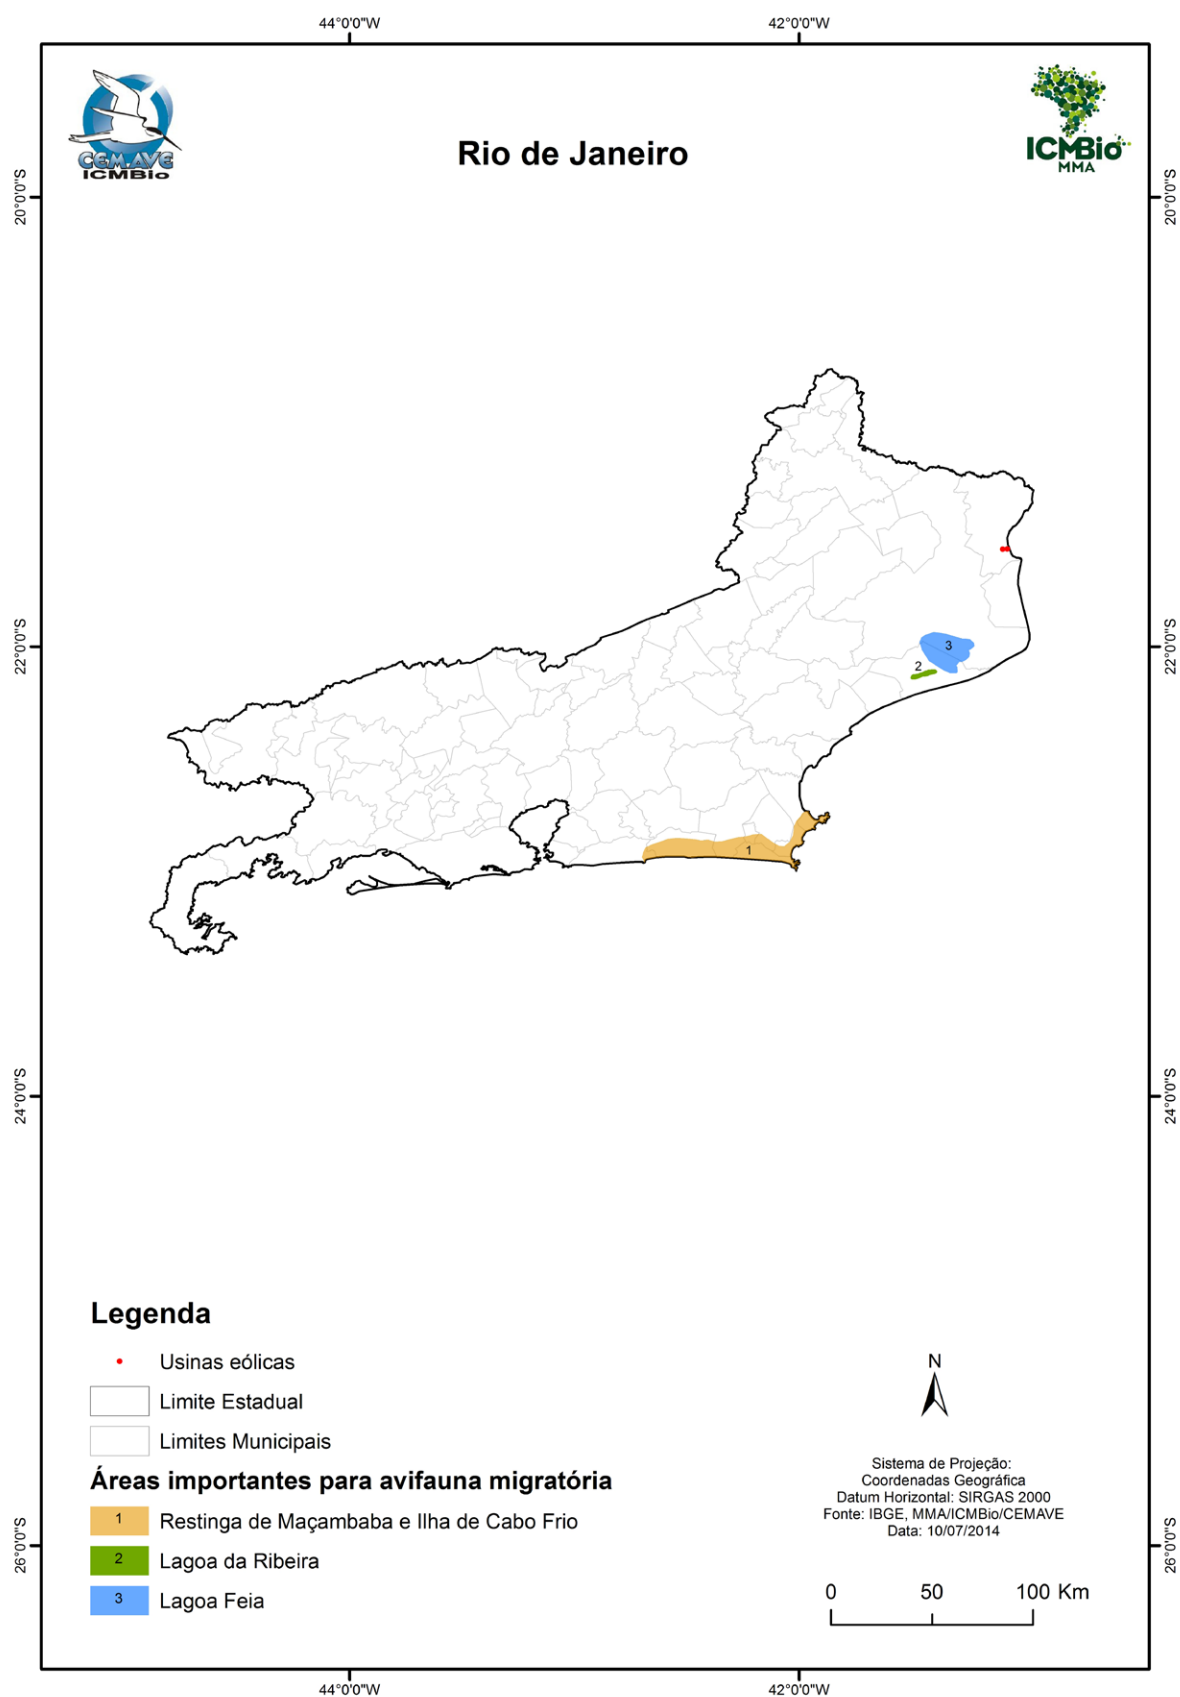 44°0'0"W
42°0'0"W
CEMAVE
ICMBio
Rio de Janeiro
ICMBio
MMA
20°0'0"S
20°0'0"S
22°0'0"S
22°0'0"S
3
2
1
24°0'0"S
24°0'0"S
Legenda
Usinas eólicas
Limite Estadual
Limites Municipais
Áreas importantes para avifauna migratória
1 Restinga de Maçambaba e Ilha de Cabo Frio
2 Lagoa da Ribeira
3 Lagoa Feia
N
Sistema de Projeção:
Coordenadas Geográfica
Datum Horizontal: SIRGAS 2000
Fonte: IBGE, MMA/ICMBio/CEMAVE
Data: 10/07/2014
26°0'0"S
26°0'0"S
0 50 100 Km
44°0'0"W
42°0'0"W